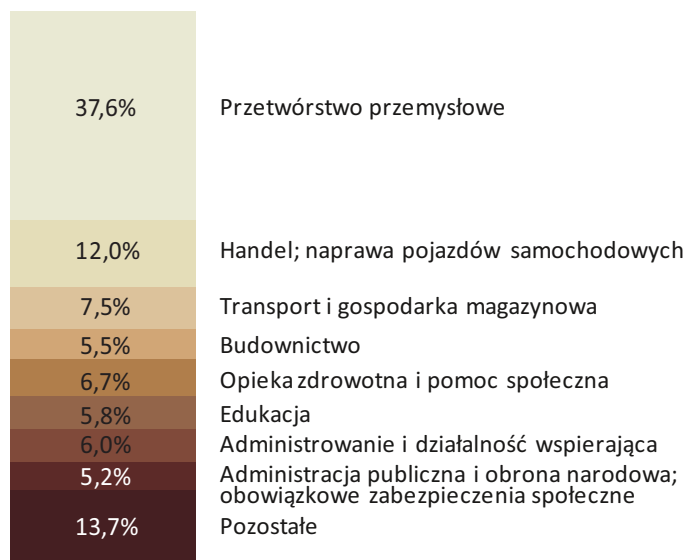 37,6% Przetwórstwo przemysłowe
12,0% Handel; naprawa pojazdów samochodowych
7,5% Transport i gospodarka magazynowa
5,5% Budownictwo
6,7% Opieka zdrowotna i pomoc społeczna
5,8% Edukacja
6,0% Administrowanie i działalność wspierająca
5,2% Administracja publiczna i obrona narodowa;
obowiązkowe zabezpieczenia społeczne
13,7% Pozostałe